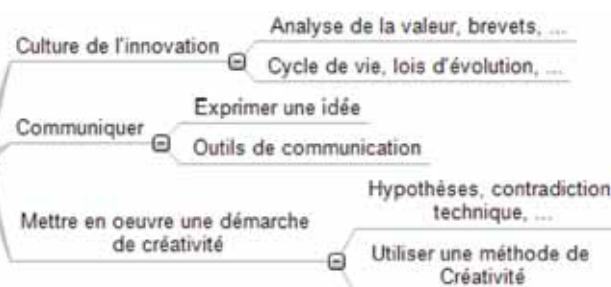 Culture de l'innovation
Analyse de la valeur, brevets, ...
Cycle de vie, lois d'évolution, ...
Communiquer
Exprimer une idée
Outils de communication
Mettre en oeuvre une démarche
de créativité
Hypothèses, contradiction
technique, ...
Utiliser une méthode de
Créativité